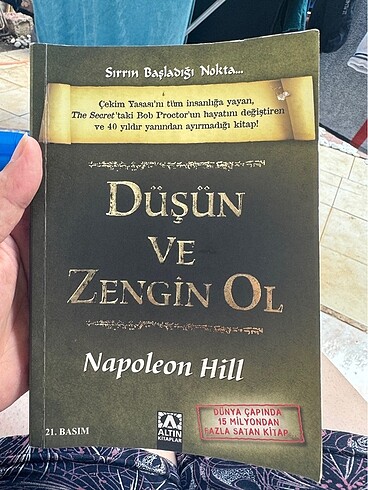 Sırrın Başladığı Nokta...
Çekim Yasası'nı tüm insanlığa yayan,
The Secret'taki Bob Proctor'un hayatını değiştiren
ve 40 yıldır yanından ayırmadığı kitap!
DÜŞÜN
VE
ZENGİN OL
Napoleon Hill
21. BASIM
ALTIN
KİTAPLAR
DÜNYA ÇAPINDA
15 MİLYONDAN
FAZLA SATAN KİTAP...